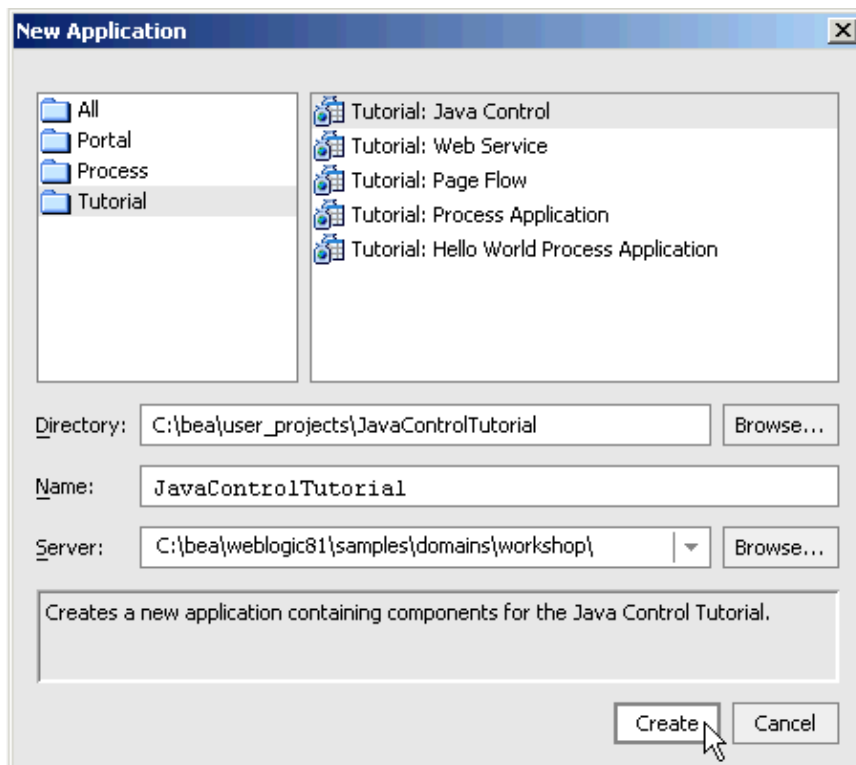 New Application
All
Portal
Process
Tutorial
Tutorial: Java Control
Tutorial: Web Service
Tutorial: Page Flow
Tutorial: Process Application
Tutorial: Hello World Process Application
Directory: C:\bea\user_projects\JavaControlTutorial Browse...
Name: JavaControlTutorial
Server: C:\bea\weblogic81\samples\domains\workshop\ Browse...
Creates a new application containing components for the Java Control Tutorial.
Create Cancel